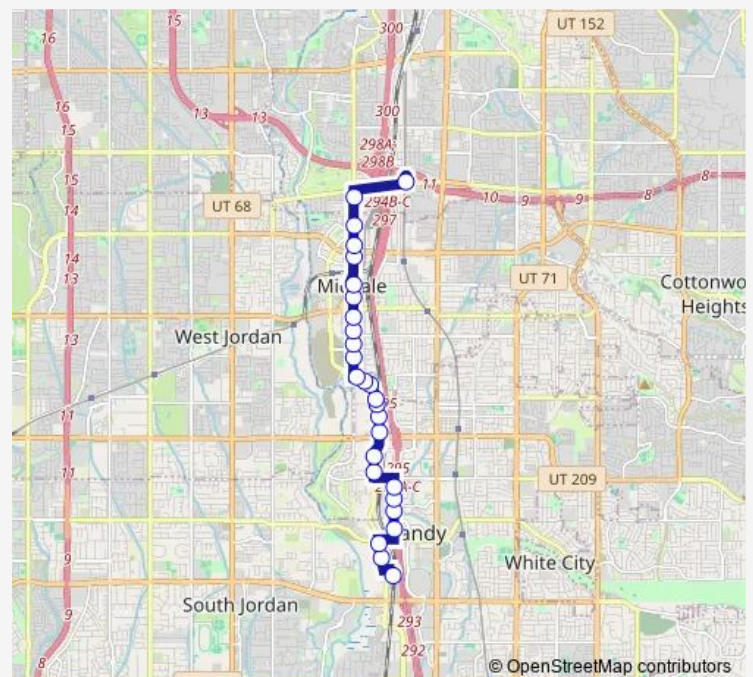 300
UT 152
15
16
16
15
13
13
300
298A
298B
15
14
11
10
9
9
8
8
UT 68
294B-C
297
14
13
UT 71
Cottonwo
Heights
West Jordan
13
11
11
295
UT 209
White City
9
9
South Jordan
8
293
292
© OpenStreetMap contributors